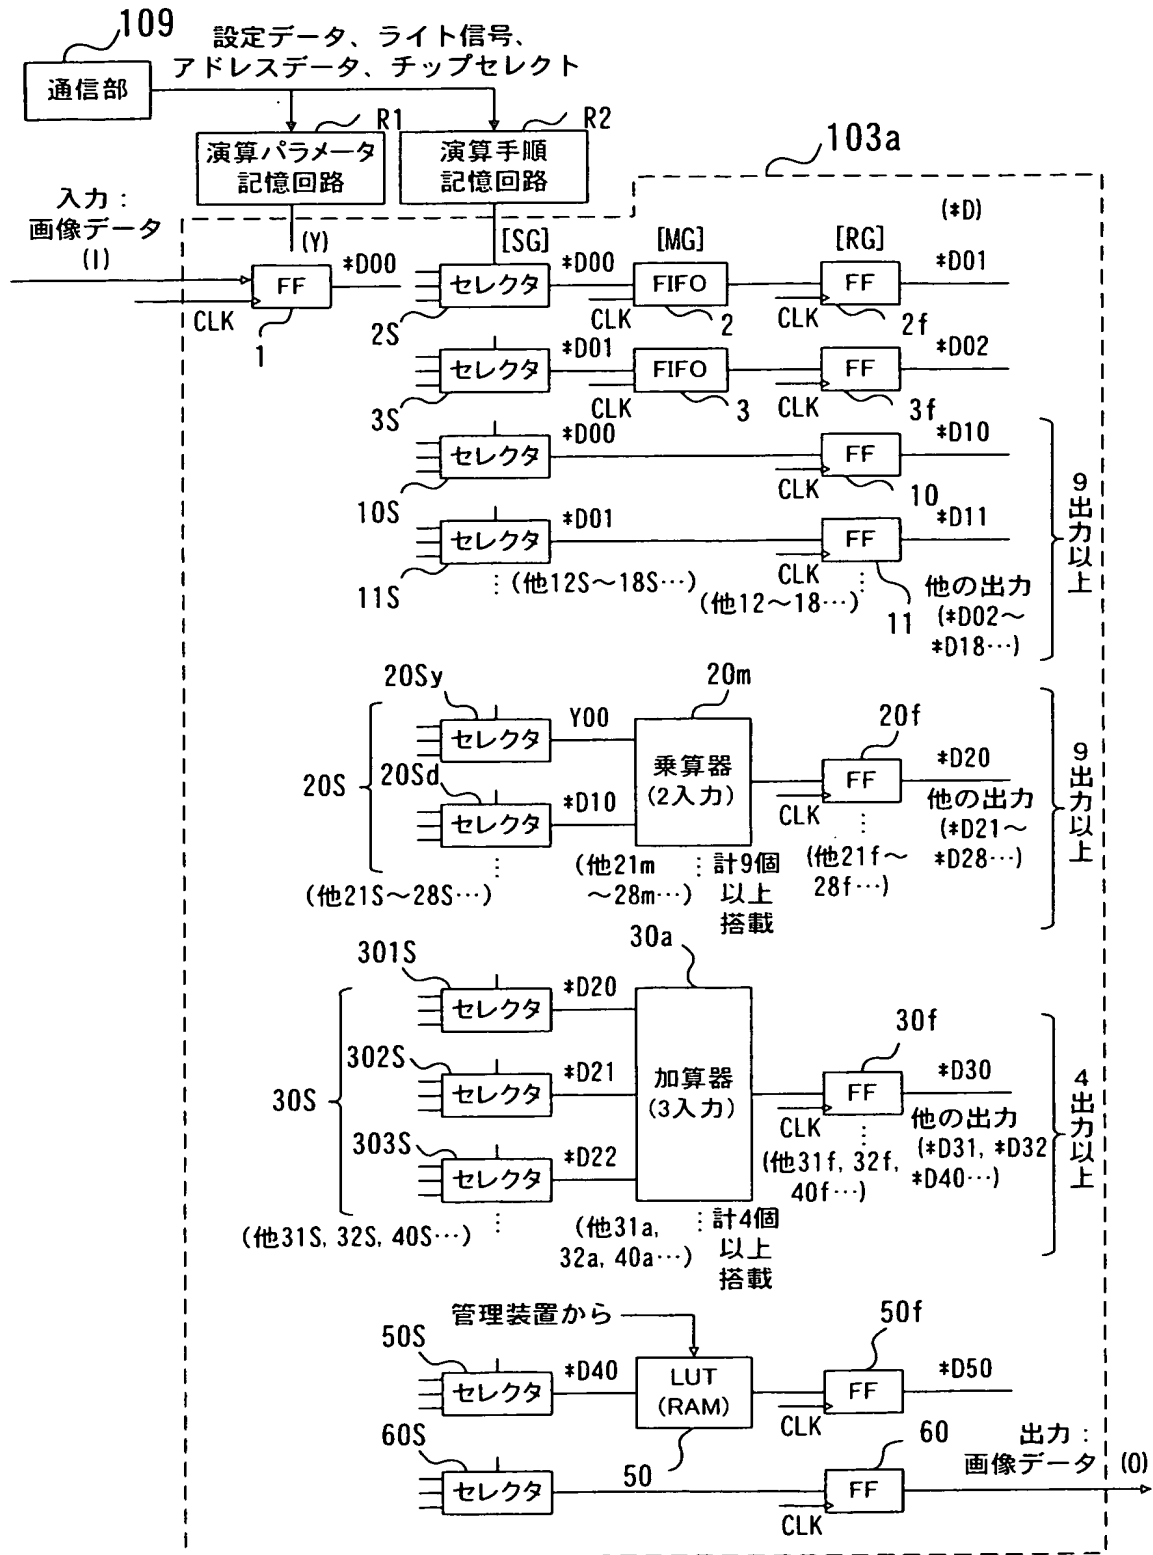 109
設定データ、ライト信号、
アドレスデータ、チップセレクト
通信部
R1
R2
演算パラメータ
記憶回路
演算手順
記憶回路
103a
入力：
画像データ
(I)
(Y)
[SG]
[MG]
[RG]
(*D)
FF
*D00
CLK
1
セレクタ
*D00
FIFO
FF
*D01
2S
CLK
2
CLK
2f
セレクタ
*D01
FIFO
FF
*D02
3S
CLK
3
CLK
3f
セレクタ
*D00
FF
*D10
10S
CLK
10
セレクタ
*D01
FF
*D11
11S
CLK
11
⋮ (他12S～18S…)
(他12～18…) ⋮
他の出力
(*D02～
*D18…)
9出力以上
20Sy
20m
20f
セレクタ
Y00
乗算器
(2入力)
FF
*D20
20S
20Sd
セレクタ
*D10
CLK
他の出力
(*D21～
*D28…)
⋮
(他21S～28S…)
(他21m
～28m…)
⋮計9個
以上
搭載
⋮
(他21f～
28f…)
9出力以上
301S
30a
30f
セレクタ
*D20
302S
セレクタ
*D21
30S
加算器
(3入力)
FF
*D30
303S
セレクタ
*D22
CLK
他の出力
(*D31, *D32
*D40…)
⋮
(他31S, 32S, 40S…)
(他31a,
32a, 40a…)
⋮計4個
以上
搭載
⋮
(他31f, 32f,
40f…)
4出力以上
管理装置から
50S
50f
セレクタ
*D40
LUT
(RAM)
FF
*D50
CLK
50
60S
60
セレクタ
FF
CLK
出力：
画像データ
(O)